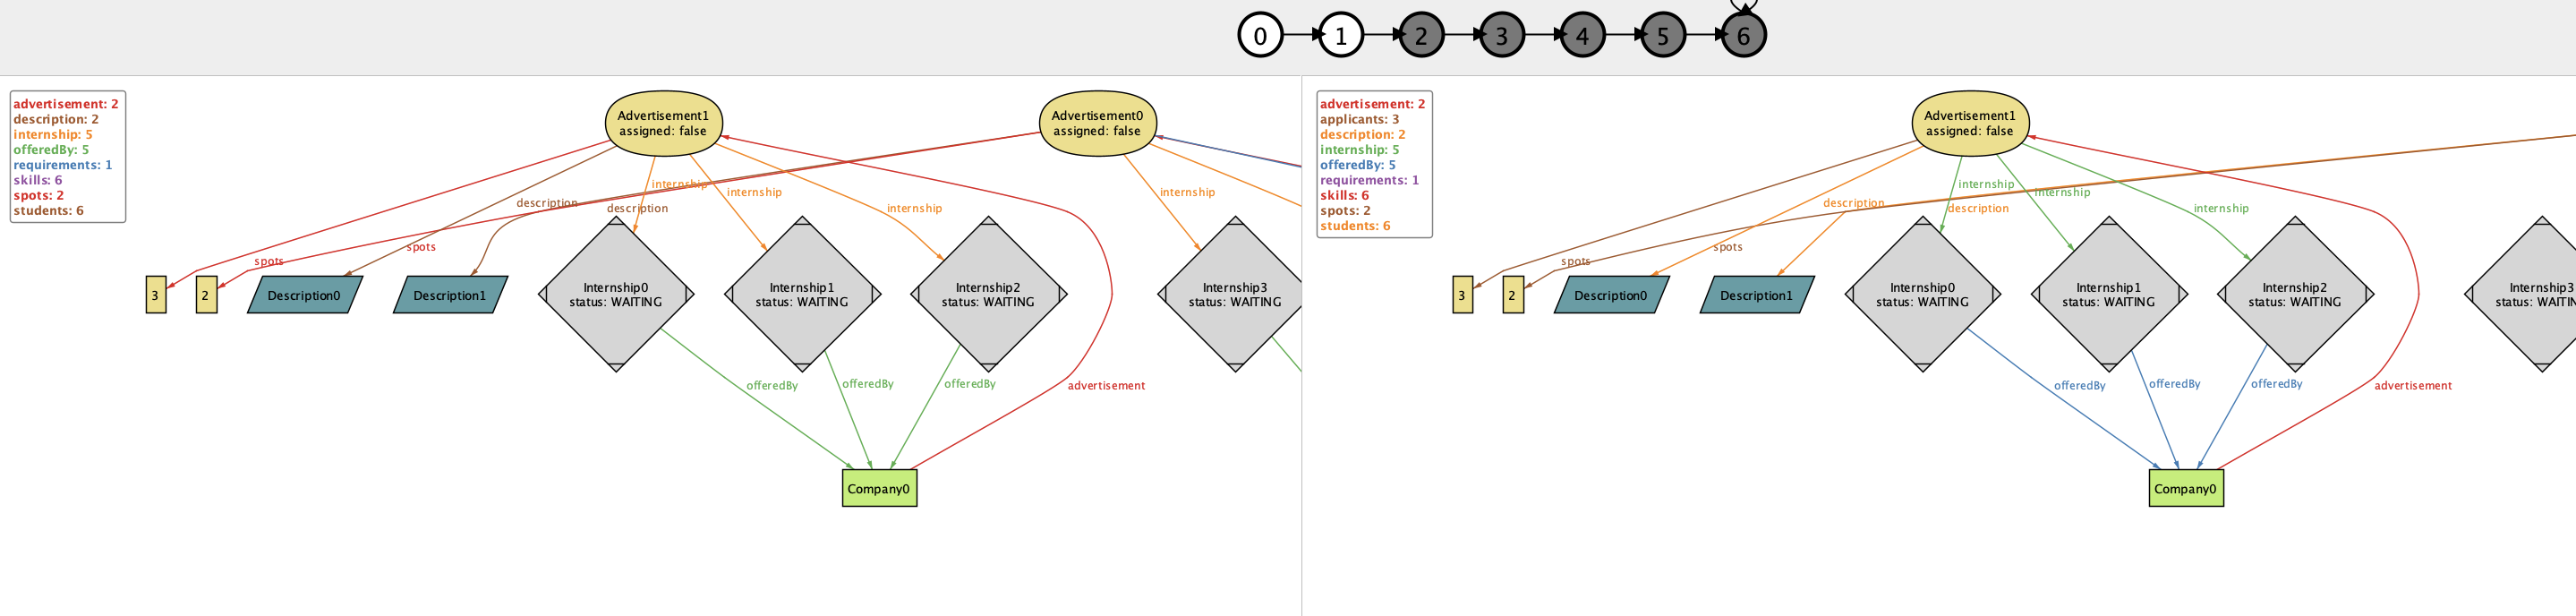 0 1 2 3 4 5 6
advertisement: 2
description: 2
internship: 5
offeredBy: 5
requirements: 1
skills: 6
spots: 2
students: 6
Advertisement1
assigned: false
Advertisement0
assigned: false
internship
internship
internship
internship
description
description
spots
spots
3
2
Description0
Description1
Internship0
status: WAITING
Internship1
status: WAITING
Internship2
status: WAITING
Internship3
status: WAITING
offeredBy
offeredBy
offeredBy
advertisement
Company0
advertisement: 2
applicants: 3
description: 2
internship: 5
offeredBy: 5
requirements: 1
skills: 6
spots: 2
students: 6
Advertisement1
assigned: false
internship
internship
internship
description
description
spots
spots
3
2
Description0
Description1
Internship0
status: WAITING
Internship1
status: WAITING
Internship2
status: WAITING
Internship3
status: WAITIN
offeredBy
offeredBy
offeredBy
advertisement
Company0